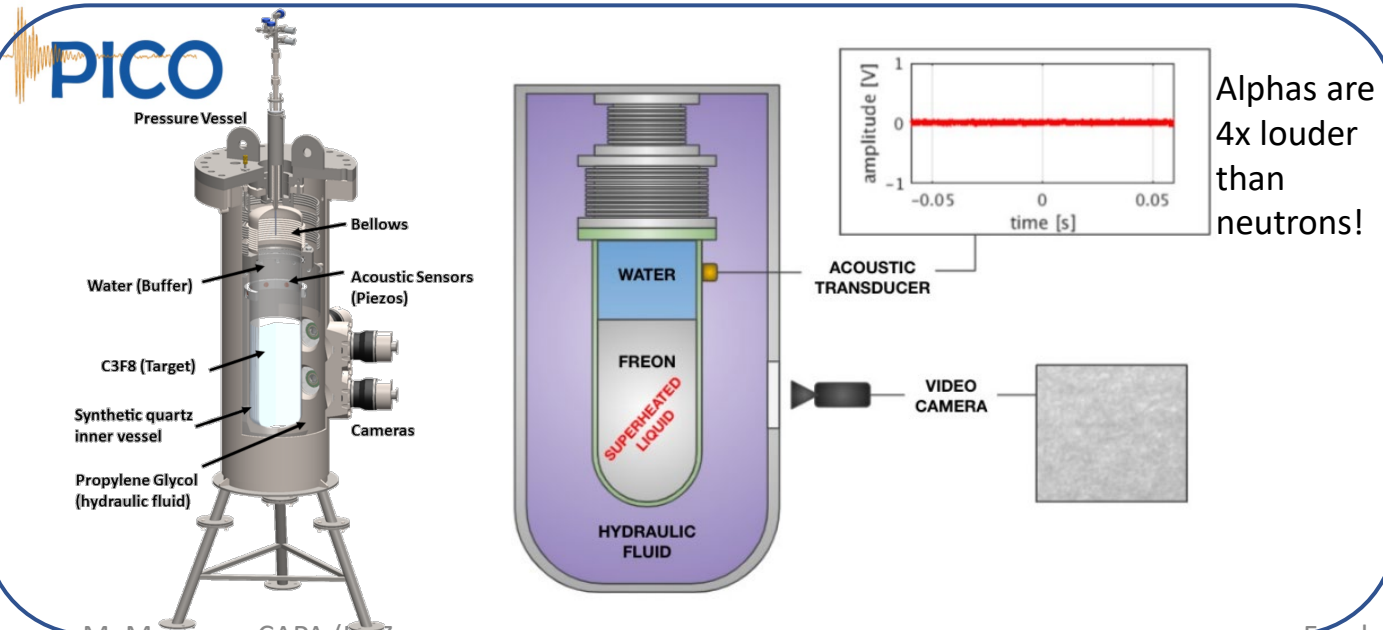 PICO
Pressure Vessel
Bellows
Water (Buffer)
Acoustic Sensors
(Piezos)
C3F8 (Target)
Synthetic quartz
inner vessel
Cameras
Propylene Glycol
(hydraulic fluid)
WATER
FREON
SUPERHEATED
LIQUID
HYDRAULIC
FLUID
amplitude [V]
1
0
-1
-0.05
0
0.05
time [s]
ACOUSTIC
TRANSDUCER
VIDEO
CAMERA
Alphas are
4x louder
than
neutrons!